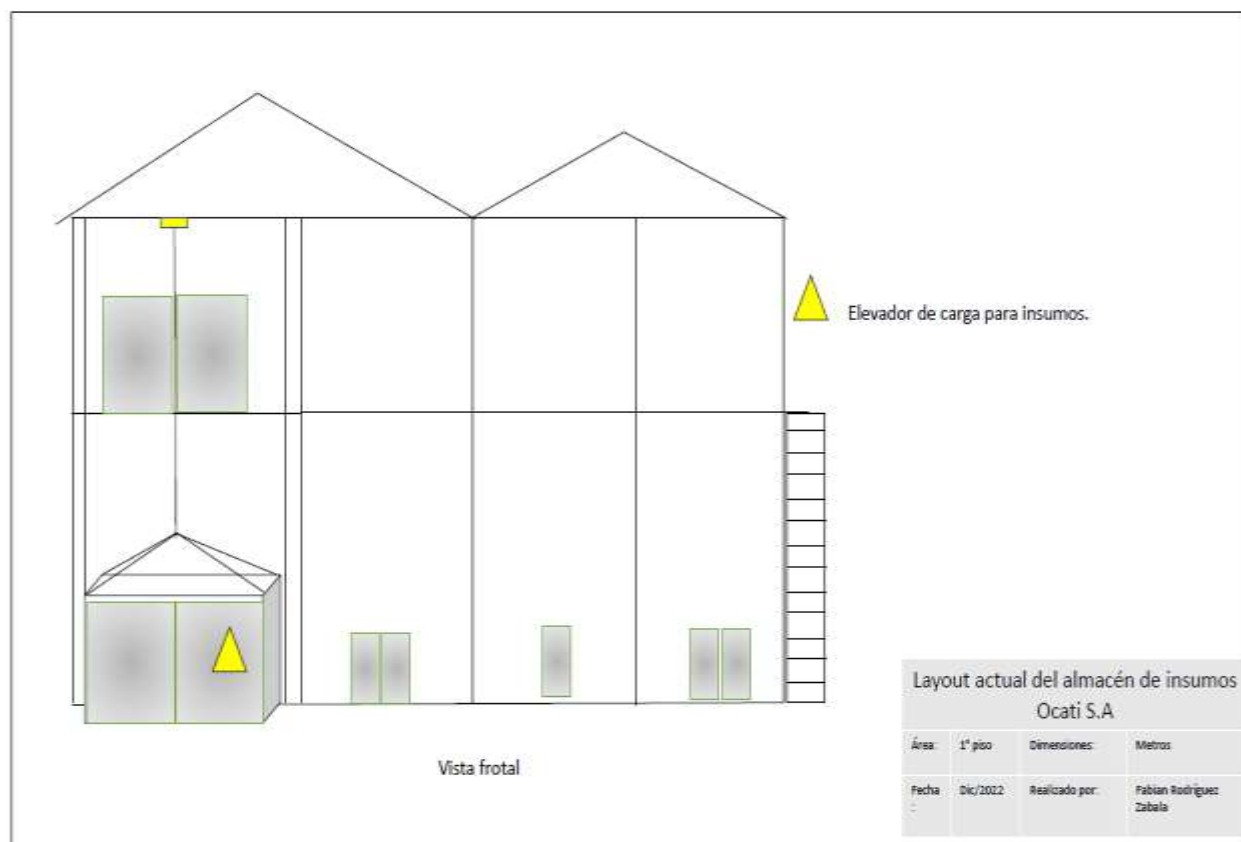 Elevador de carga para insumos.
Vista frotal
Layout actual del almacén de insumos
Ocati S.A
Área: 1° piso Dimensiones: Metros
Fecha Dic/2022 Realizado por: Fabian Rodríguez
: Zabala